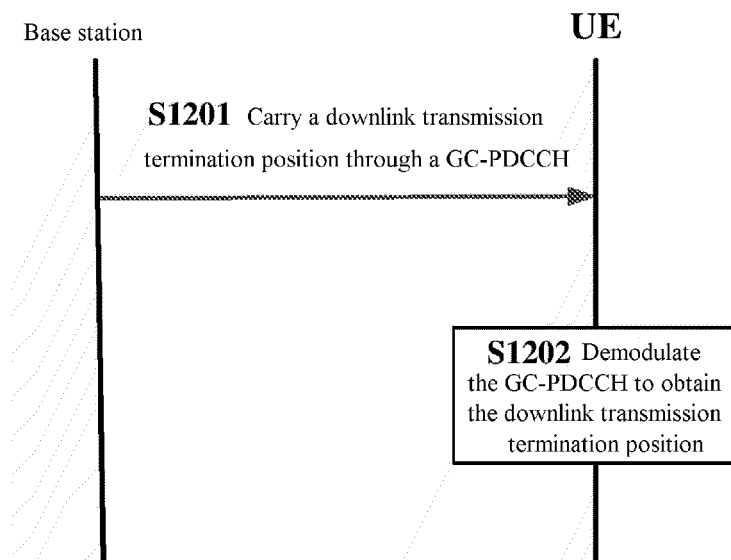 Base station
UE
S1201 Carry a downlink transmission
termination position through a GC-PDCCH
S1202 Demodulate
the GC-PDCCH to obtain
the downlink transmission
termination position